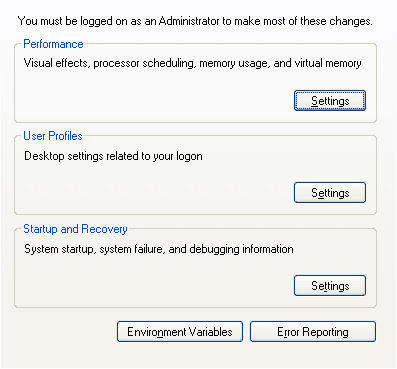 You must be logged on as an Administrator to make most of these changes.
Performance
Visual effects, processor scheduling, memory usage, and virtual memory
Settings
User Profiles
Desktop settings related to your logon
Settings
Startup and Recovery
System startup, system failure, and debugging information
Settings
Environment Variables
Error Reporting